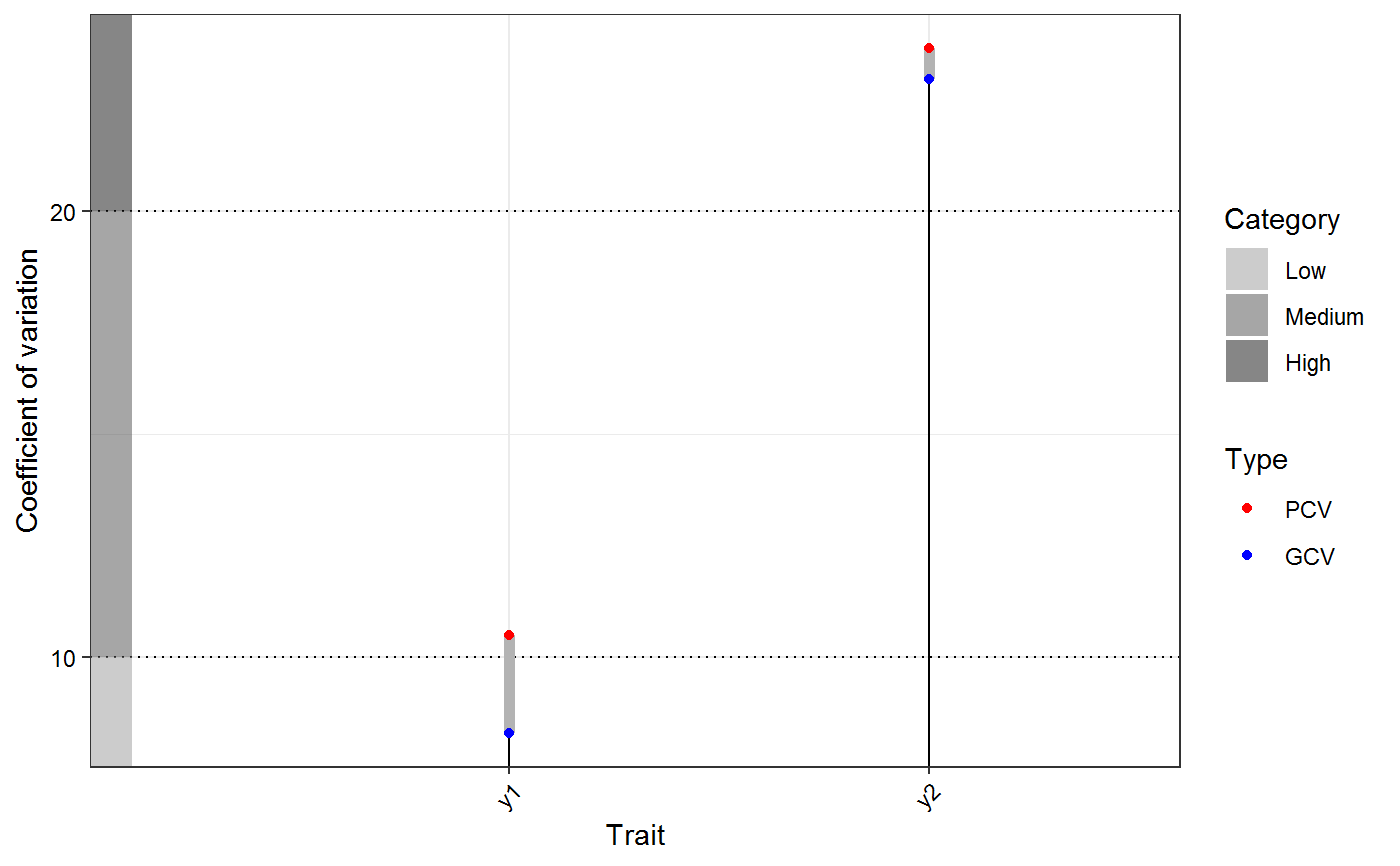 Coefficient of variation
20
10
y1
y2
Trait
Category
Low
Medium
High
Type
PCV
GCV